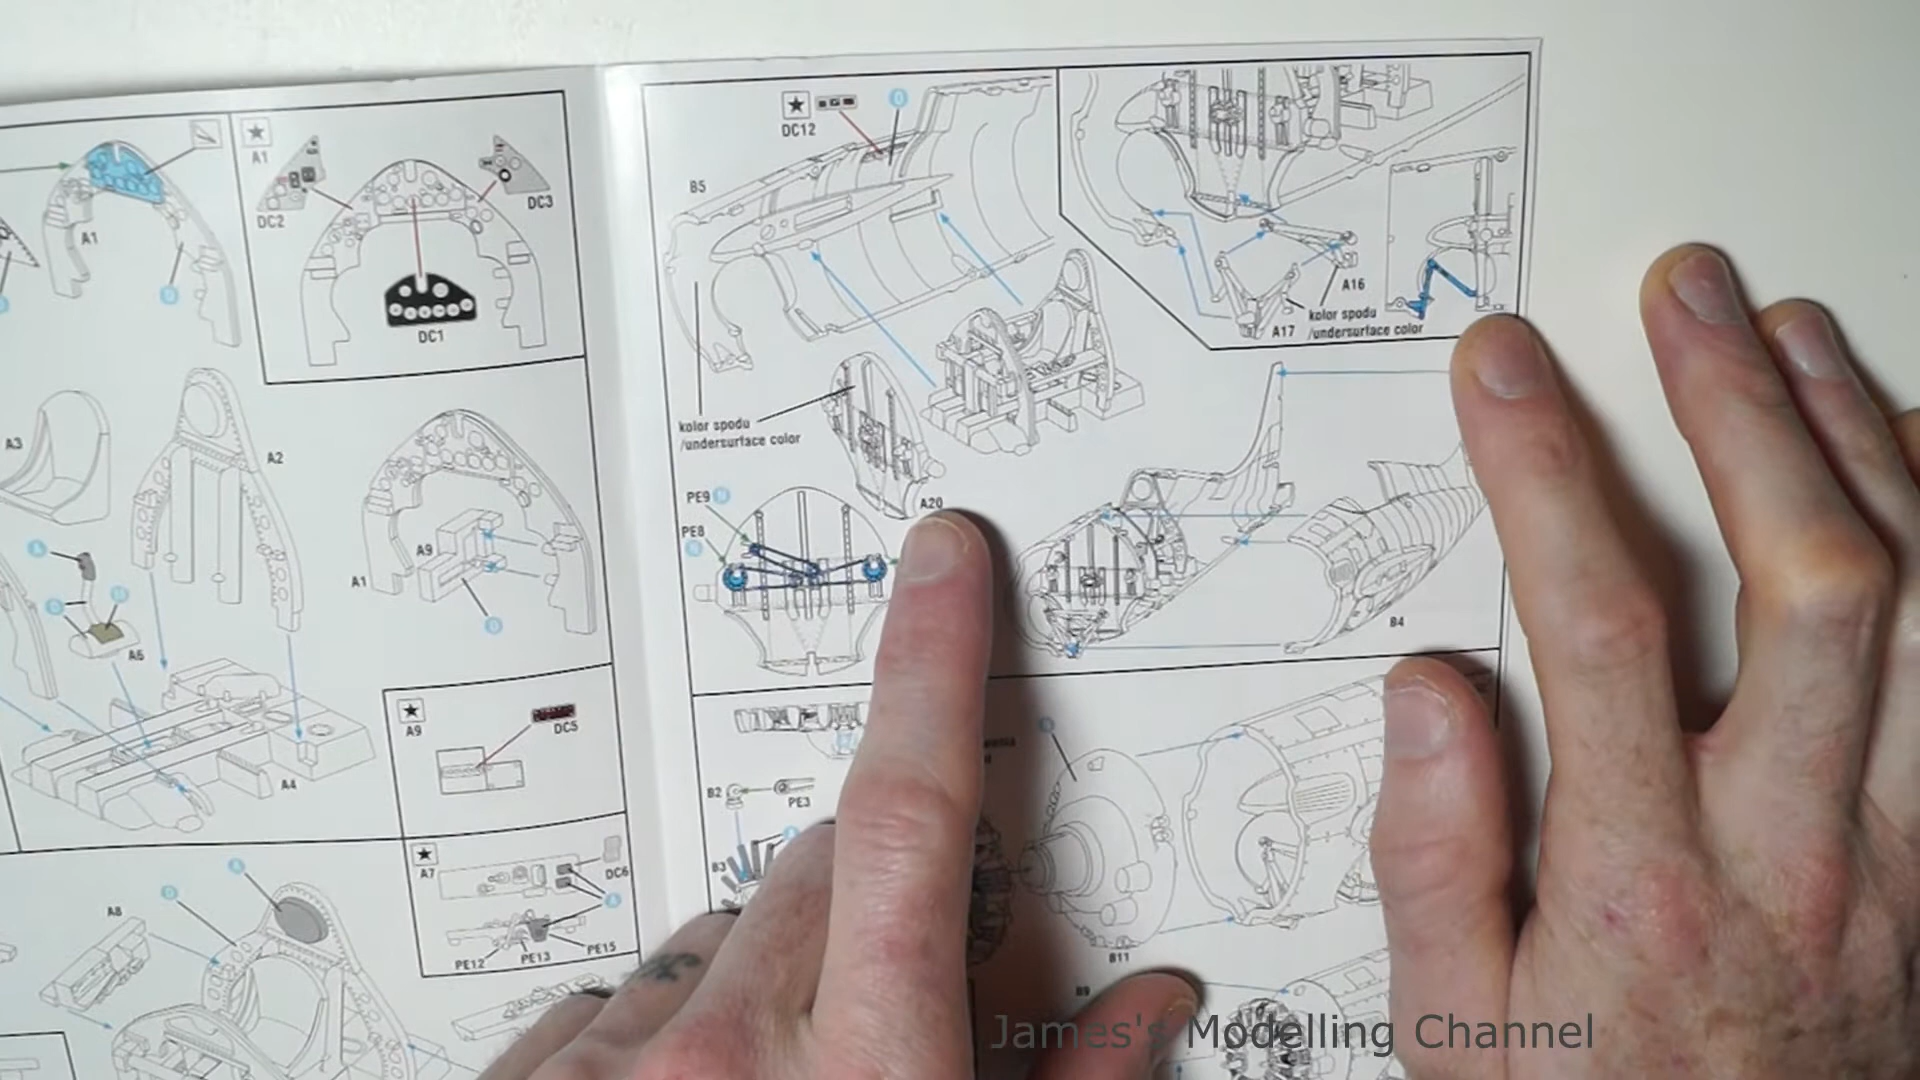 A1
A1
DC2
DC3
DC1
D
A3
A2
A9
A1
A6
A4
A9
DC5
A7
DC6
PE12
PE13
PE15
A8
DC12
B5
kolor spodu
/undersurface color
A16
A17
kolor spodu
/undersurface color
A20
PE9
PE8
B4
B2
PE3
B3
B11
B9
James's Modelling Channel